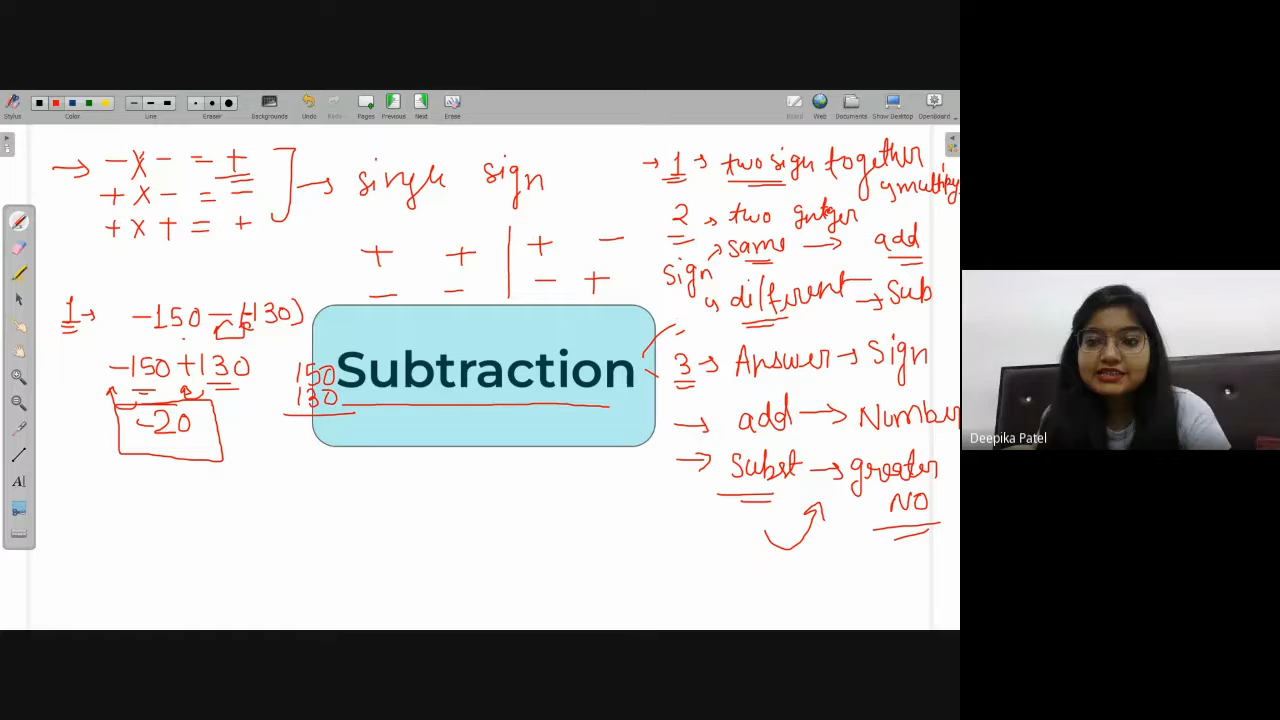 Stylus
Color
Line
Eraser
Backgrounds
Undo
Redo
Pages
Previous
Next
Erase
Board
Web
Documents
Show Desktop
OpenBoard
→ - x - = +
+ x - = -
+ x + = +
→ single sign
+ + | + -
- - | - +
1 → -150 - (-130)
-150 + 130
-20
150
130
Subtraction
→ 1 → two sign together
→ multiply
2 → two integer
sign
→ same → add
→ different → Sub
3 → Answer → Sign
→ add → Number
→ Subst → greater
NO
Deepika Patel